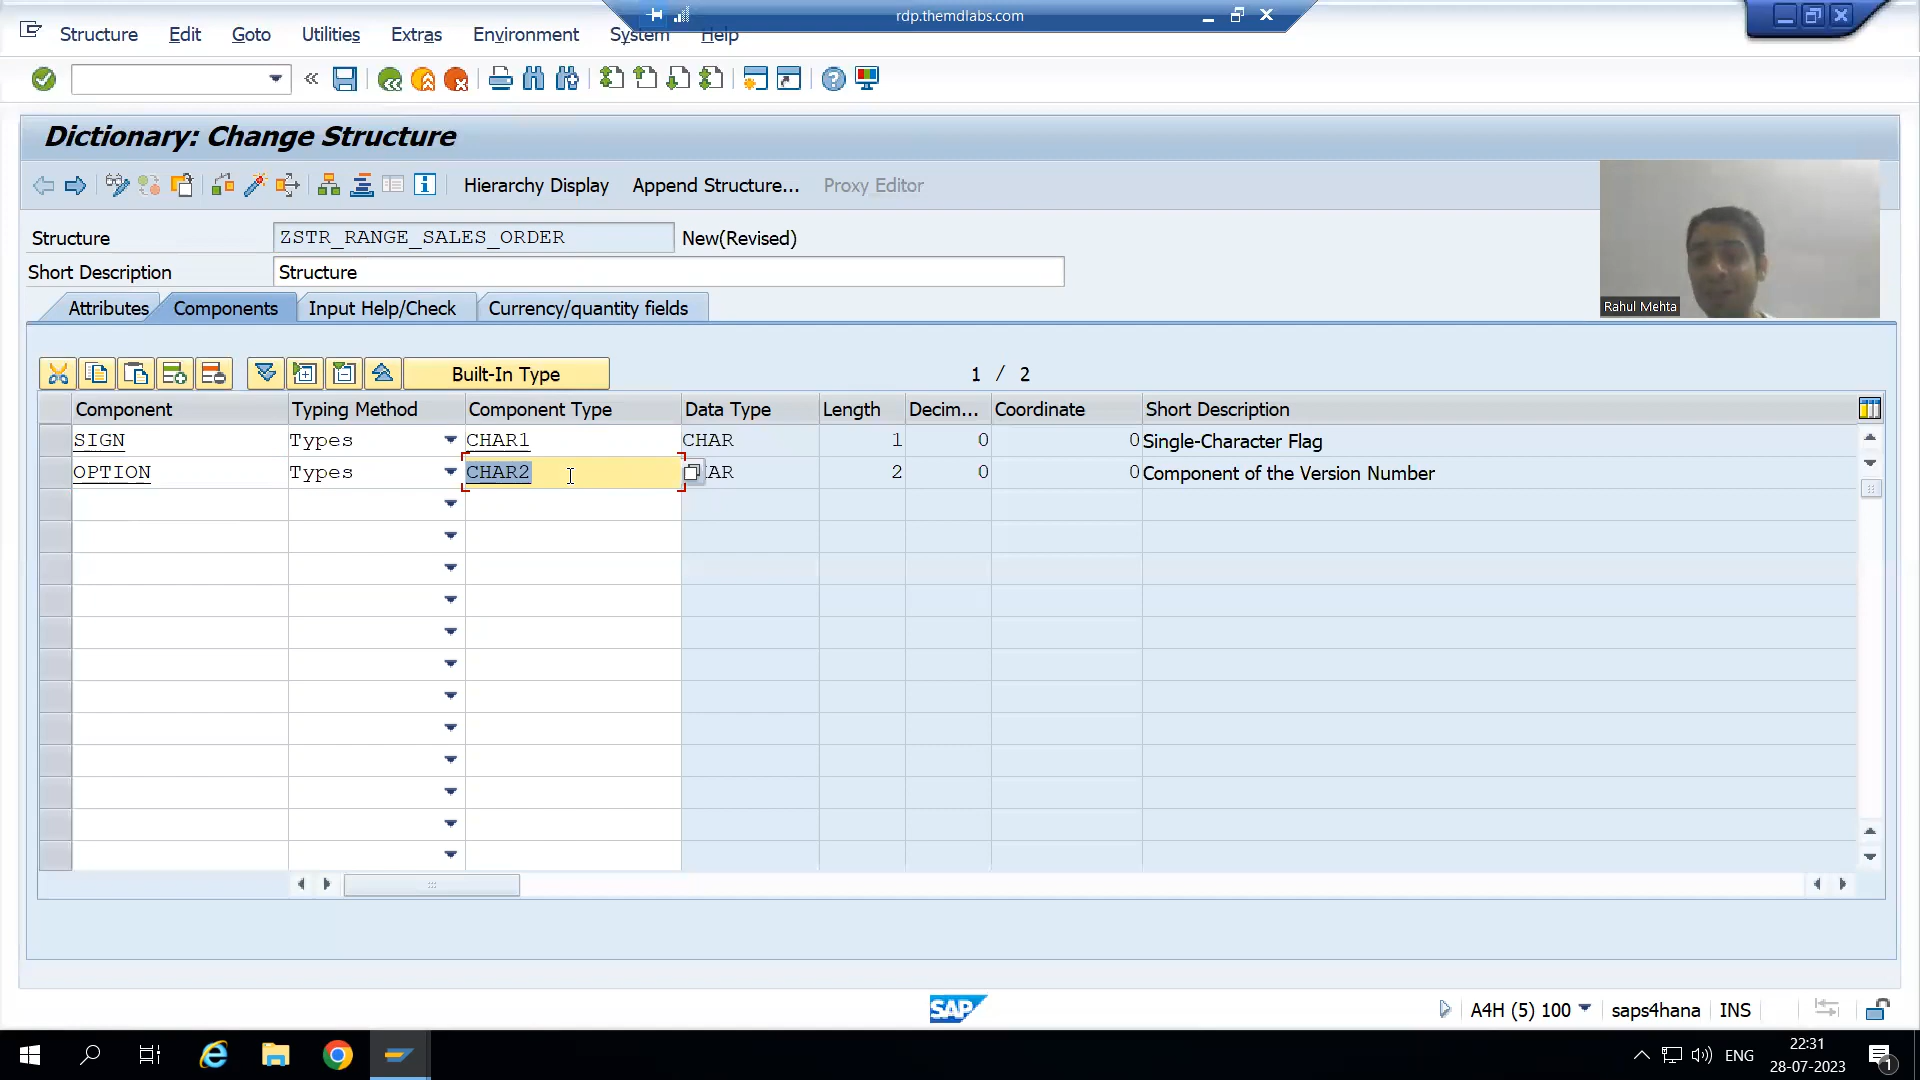 rdp.themdlabs.com
Structure Edit Goto Utilities Extras Environment System Help
Dictionary: Change Structure
Hierarchy Display Append Structure... Proxy Editor
Structure ZSTR_RANGE_SALES_ORDER New(Revised)
Short Description Structure
Rahul Mehta
Attributes Components Input Help/Check Currency/quantity fields
Built-In Type 1 / 2
Component Typing Method Component Type Data Type Length Decim... Coordinate Short Description
SIGN Types CHAR1 CHAR 1 0 0 Single-Character Flag
OPTION Types CHAR2 AR 2 0 0 Component of the Version Number
SAP A4H (5) 100 saps4hana INS
22:31
ENG
28-07-2023
1